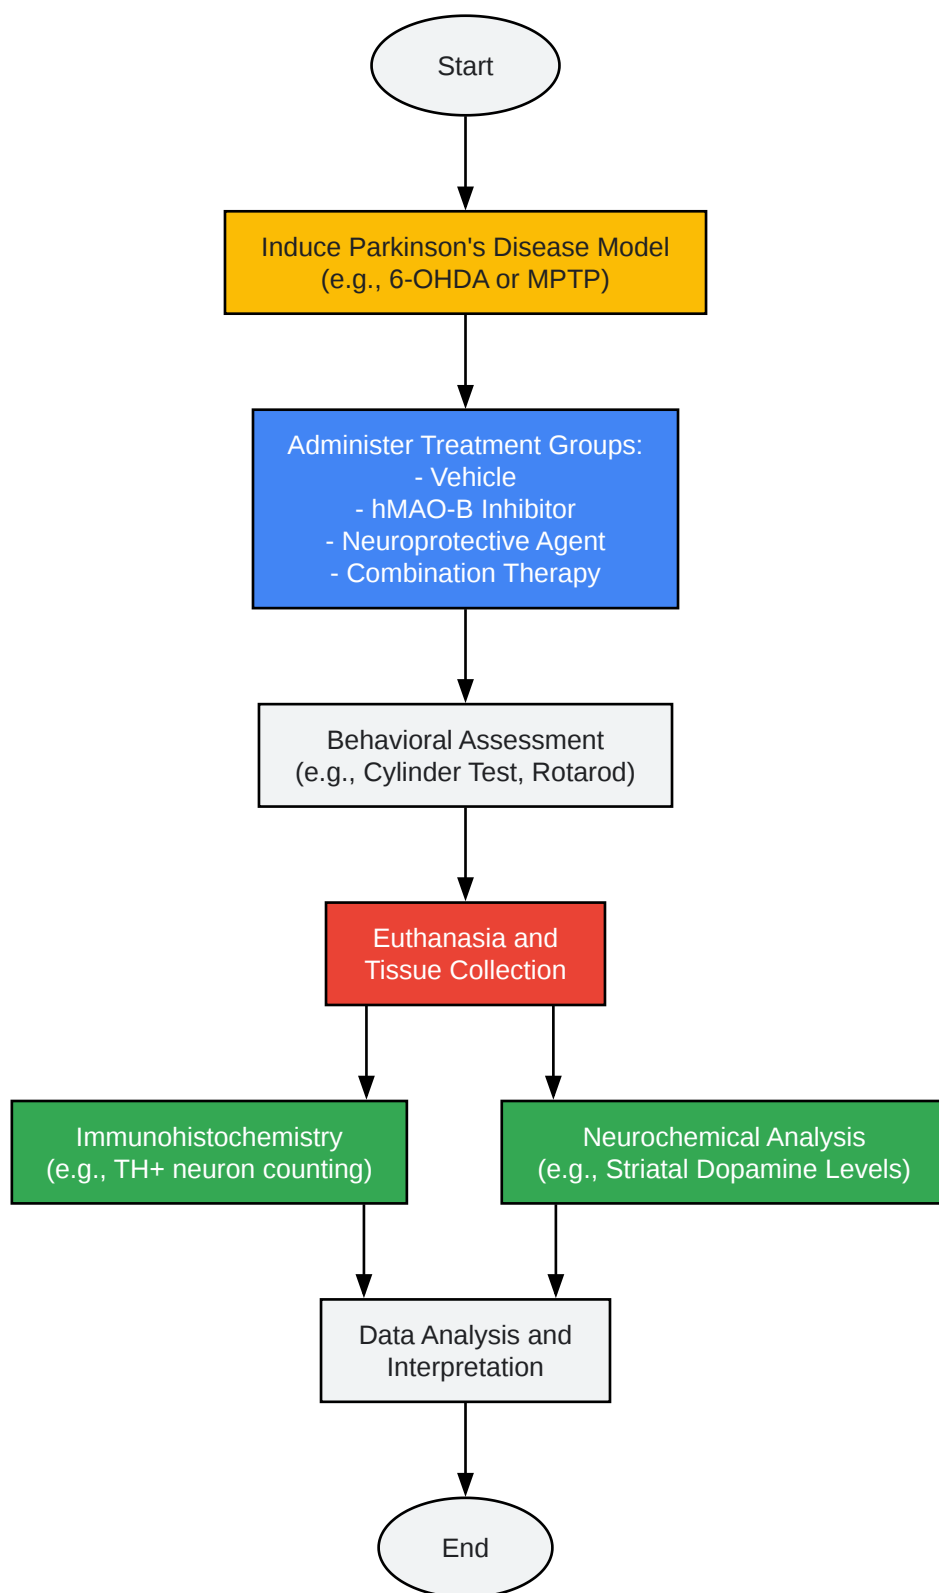 Start
Induce Parkinson's Disease Model
(e.g., 6-OHDA or MPTP)
Administer Treatment Groups:
- Vehicle
- hMAO-B Inhibitor
- Neuroprotective Agent
- Combination Therapy
Behavioral Assessment
(e.g., Cylinder Test, Rotarod)
Euthanasia and
Tissue Collection
Immunohistochemistry
(e.g., TH+ neuron counting)
Neurochemical Analysis
(e.g., Striatal Dopamine Levels)
Data Analysis and
Interpretation
End